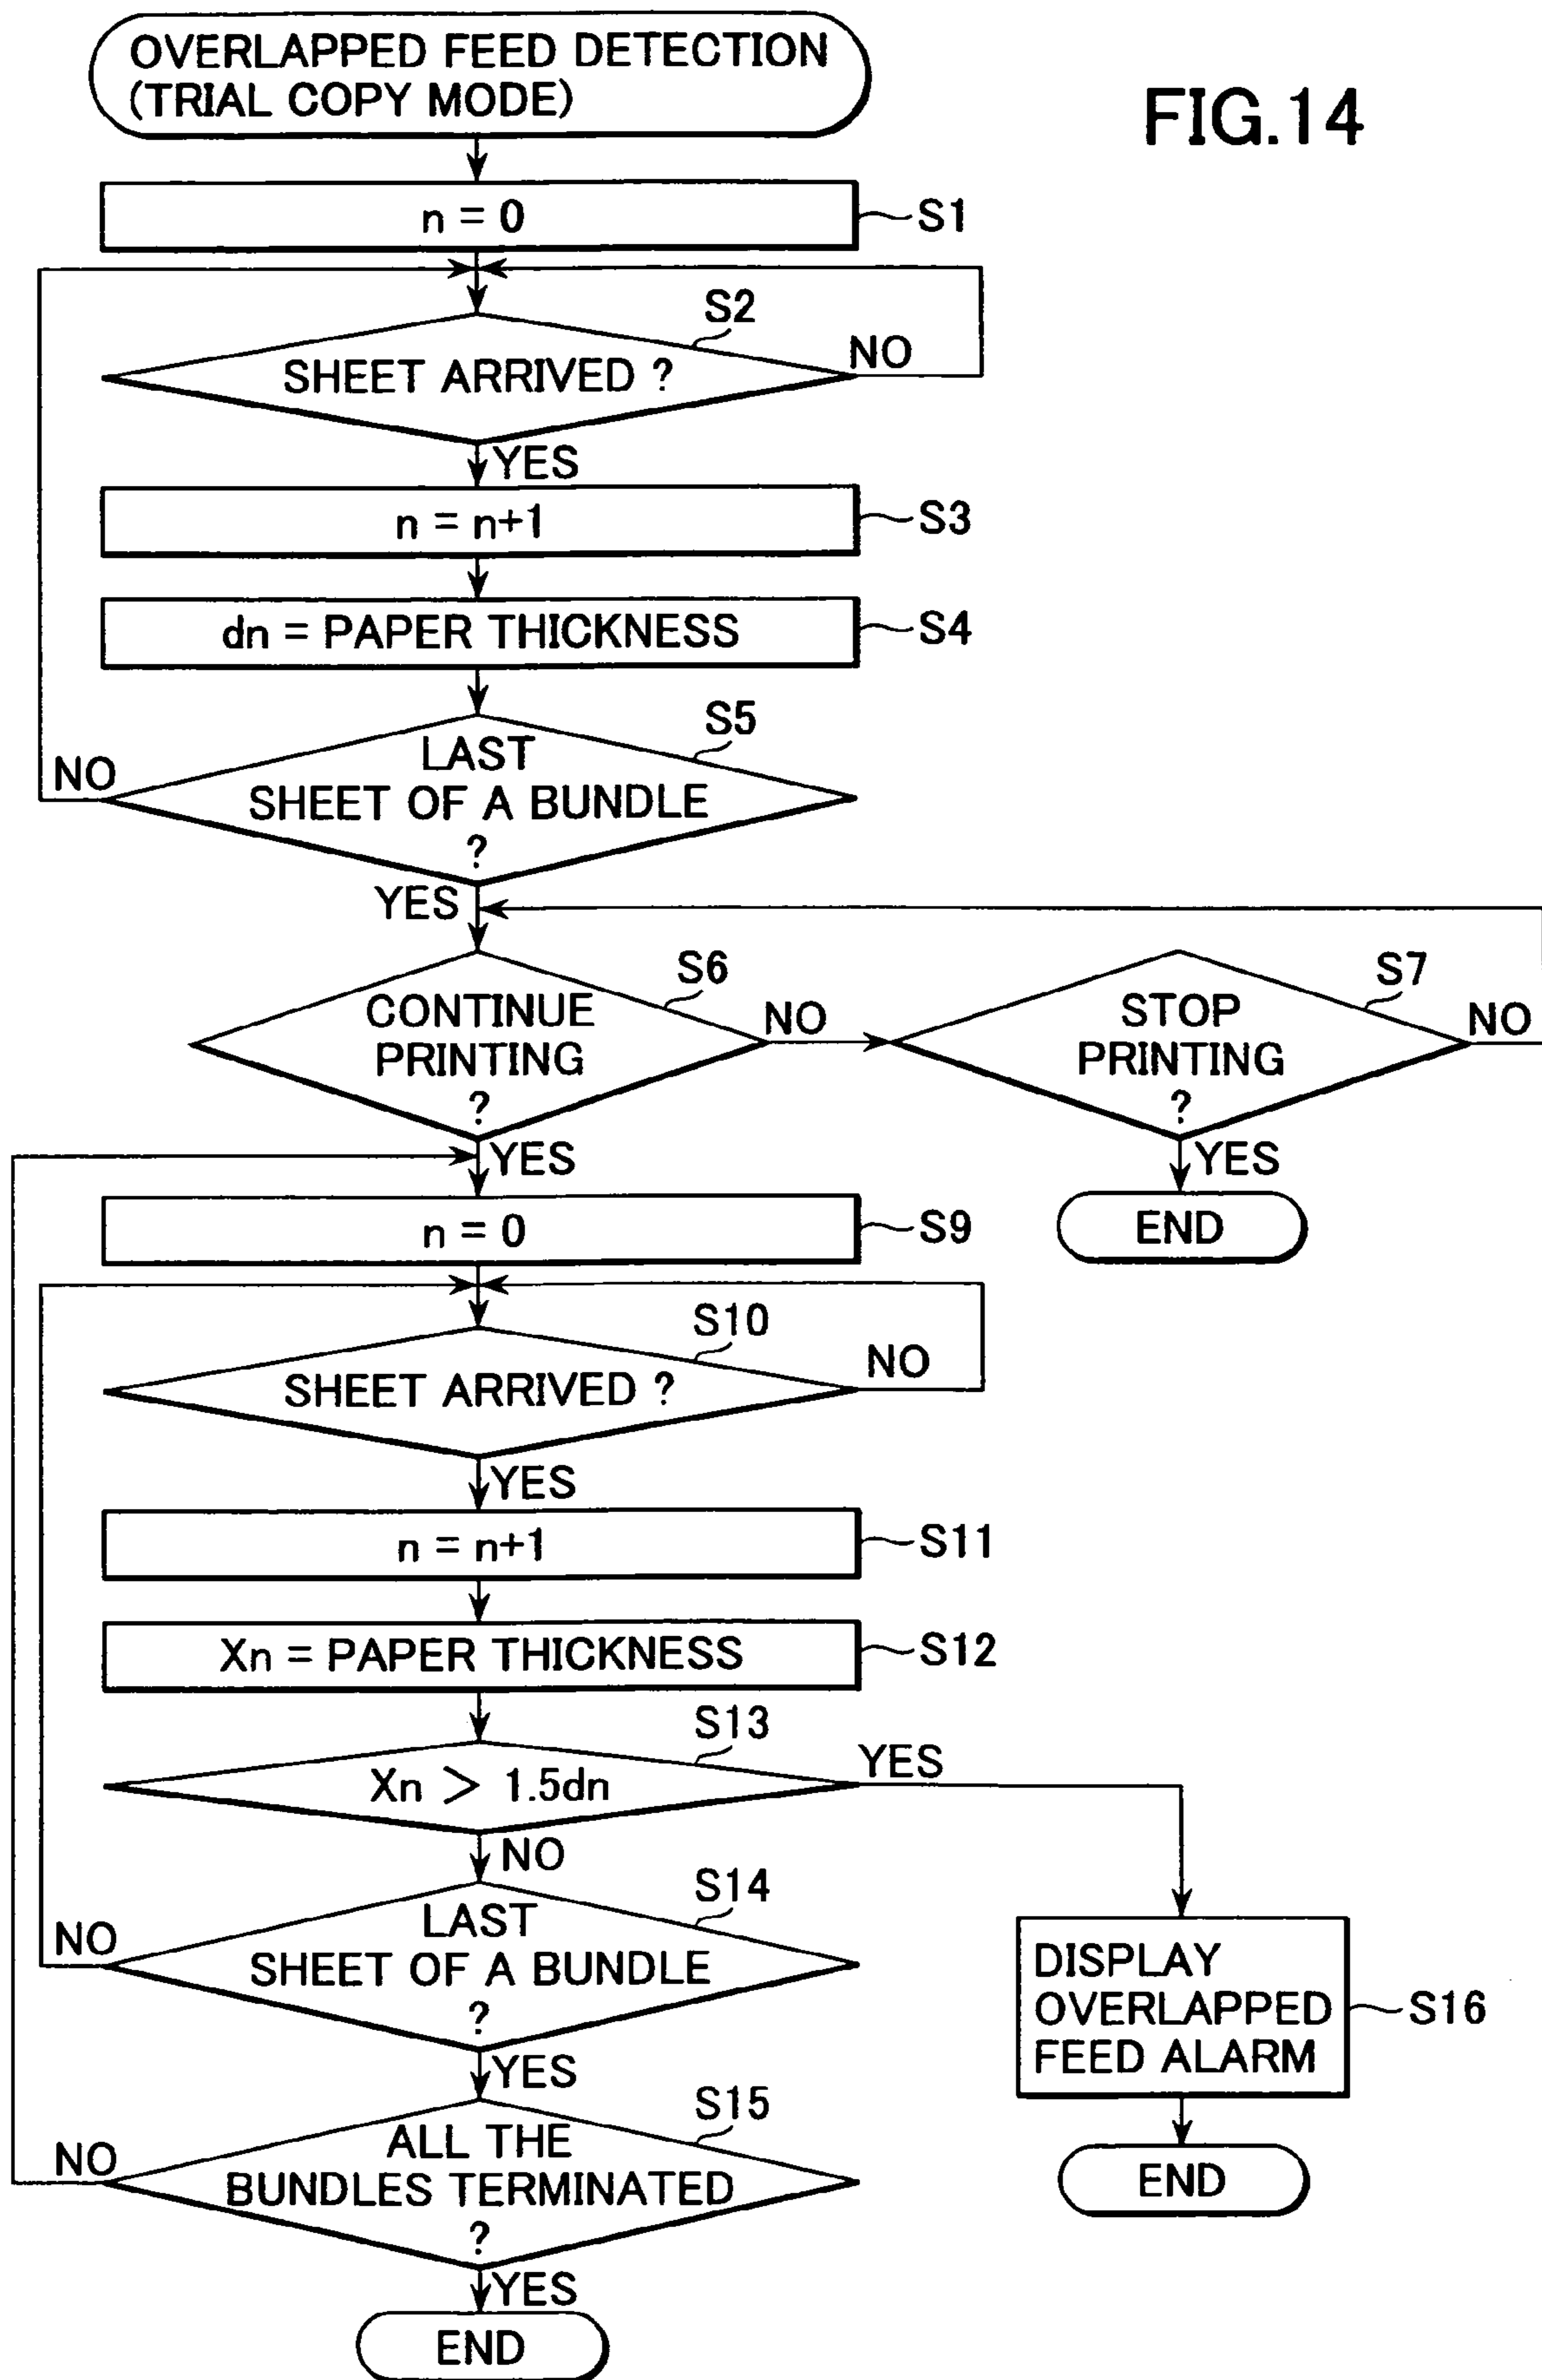 OVERLAPPED FEED DETECTION
(TRIAL COPY MODE)
FIG.14
n = 0
S1
S2
SHEET ARRIVED ?
NO
YES
n = n+1
S3
dn = PAPER THICKNESS
S4
S5
LAST
SHEET OF A BUNDLE
?
NO
YES
S6
CONTINUE
PRINTING
?
NO
S7
STOP
PRINTING
?
NO
YES
YES
END
n = 0
S9
S10
SHEET ARRIVED ?
NO
YES
n = n+1
S11
Xn = PAPER THICKNESS
S12
S13
Xn > 1.5dn
YES
NO
S14
LAST
SHEET OF A BUNDLE
?
NO
YES
DISPLAY
OVERLAPPED
FEED ALARM
S16
END
S15
ALL THE
BUNDLES TERMINATED
?
NO
YES
END